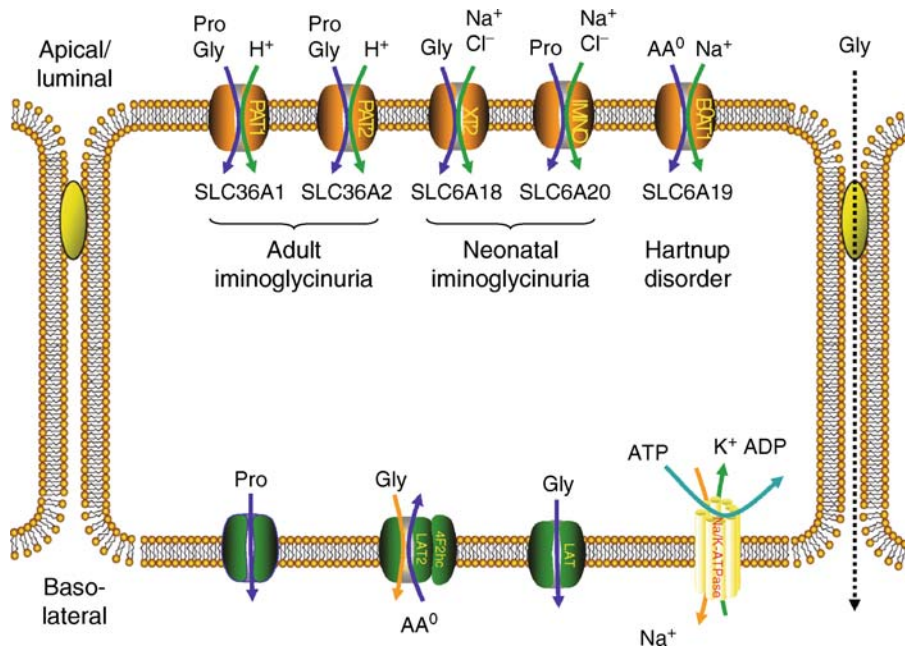 Apical/
luminal
Pro
Gly
H⁺
Pro
Gly
H⁺
Gly
Na⁺
Cl⁻
Pro
Na⁺
Cl⁻
AA⁰
Na⁺
Gly
PAT1
PAT2
XT2
IMINO
B0AT1
SLC36A1
SLC36A2
SLC6A18
SLC6A20
SLC6A19
Adult
iminoglycinuria
Neonatal
iminoglycinuria
Hartnup
disorder
Pro
Gly
Gly
ATP
K⁺ ADP
LAT2
4F2hc
LAT
Na/K-ATPase
Baso-
lateral
AA⁰
Na⁺